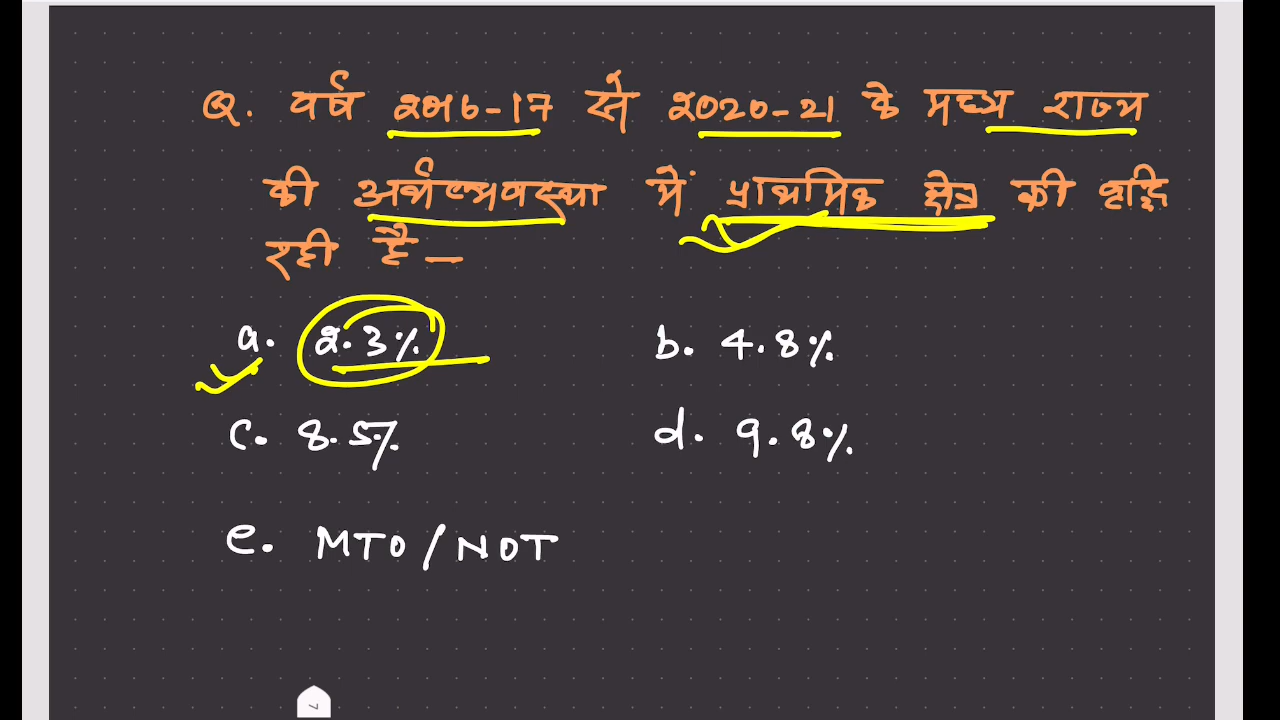 Q. वर्ष 2016-17 से 2020-21 के मध्य राज्य
की अर्थव्यवस्था में प्राथमिक क्षेत्र की वृद्धि
रही है-
a. 2.3% b. 4.8%
c. 8.5% d. 9.8%
e. MTO/NOT